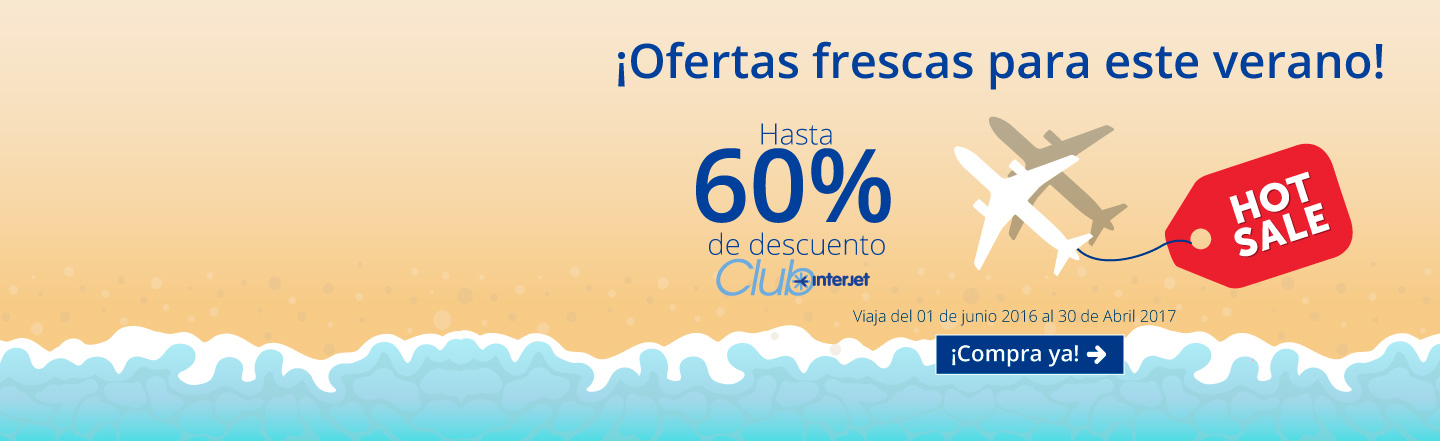 ¡Ofertas frescas para este verano!
Hasta
60%
de descuento
Club interjet
HOT
SALE
Viaja del 01 de junio 2016 al 30 de Abril 2017
¡Compra ya!